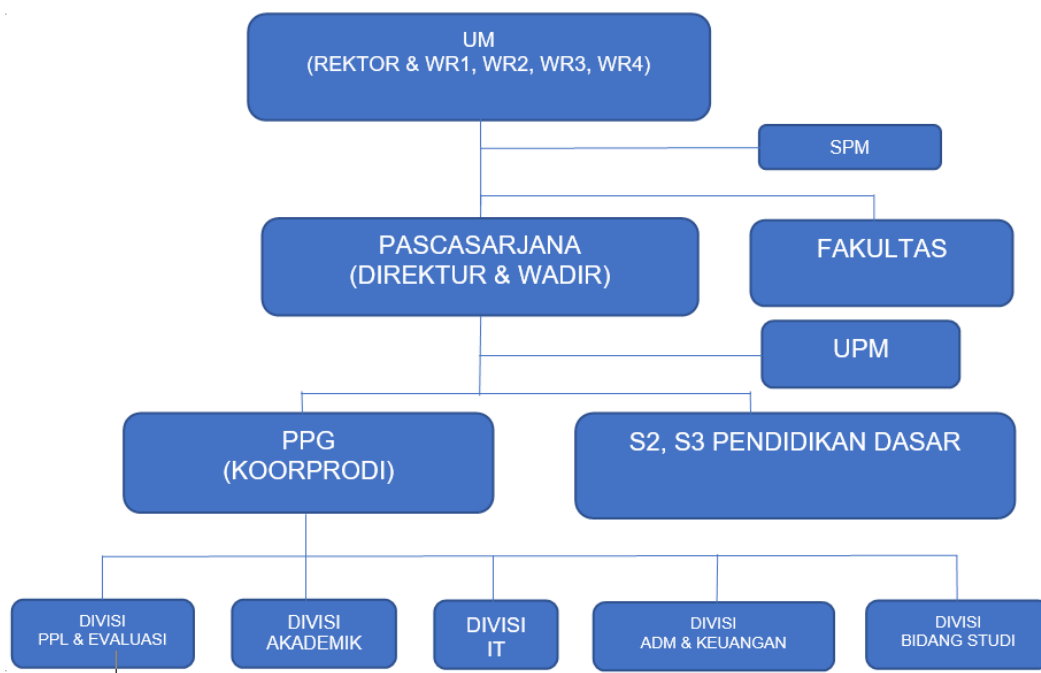 UM
(REKTOR & WR1, WR2, WR3, WR4)
SPM
PASCASARJANA
(DIREKTUR & WADIR)
FAKULTAS
UPM
PPG
(KOORPRODI)
S2, S3 PENDIDIKAN DASAR
DIVISI
PPL & EVALUASI
DIVISI
AKADEMIK
DIVISI
IT
DIVISI
ADM & KEUANGAN
DIVISI
BIDANG STUDI